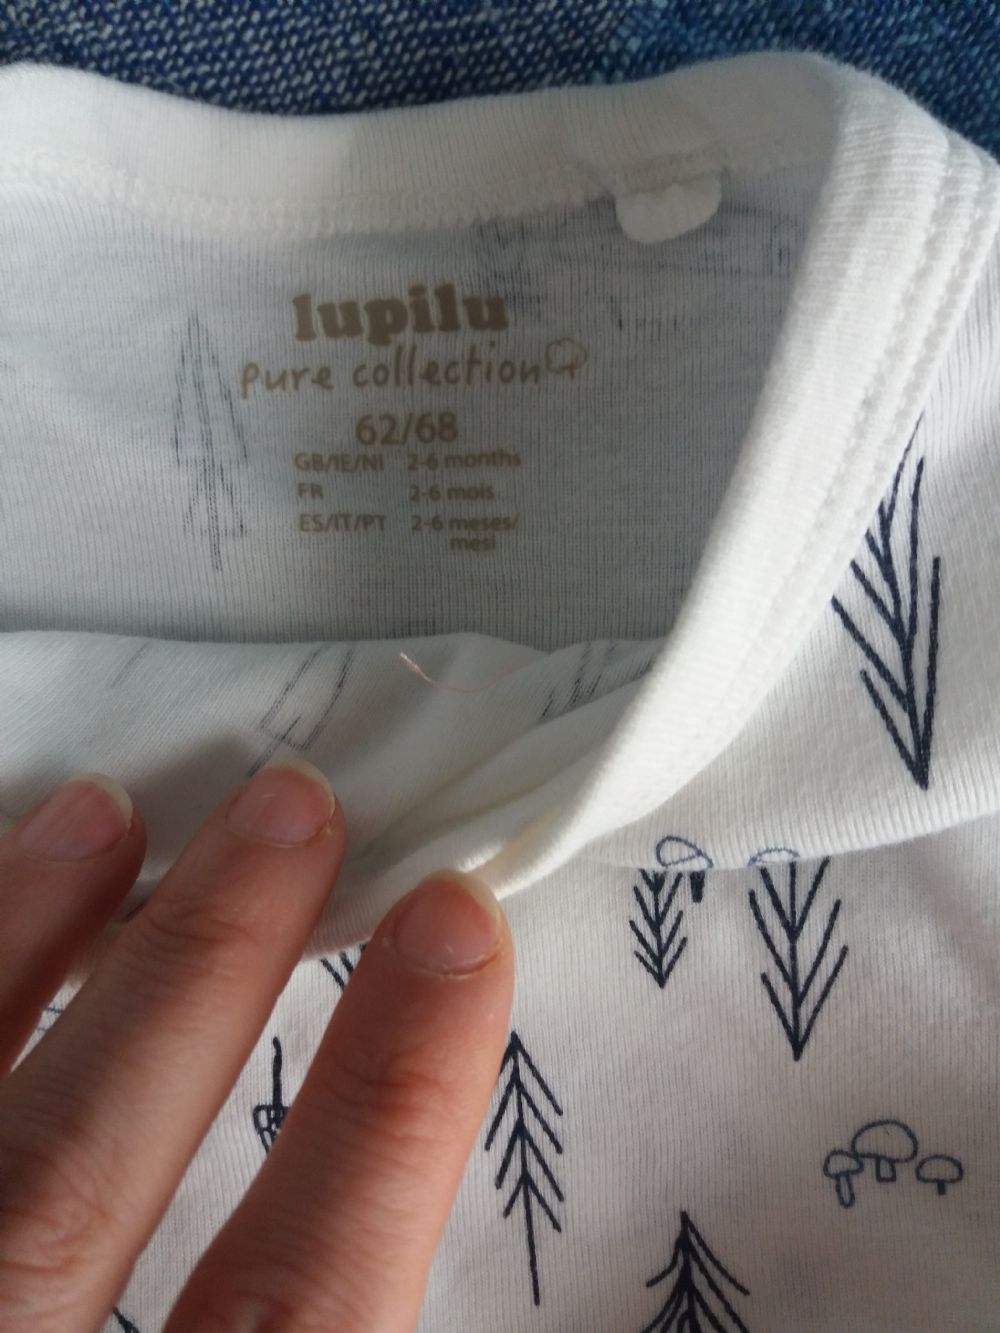 lupilu
pure collection
62/68
GB/IE/NI 2-6 months
FR 2-6 mois
ES/IT/PT 2-6 meses/
mesi